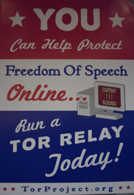 YOU
Can Help Protect
Freedom Of Speech
Online...
Run a
TOR RELAY
Today!
TorProject.org